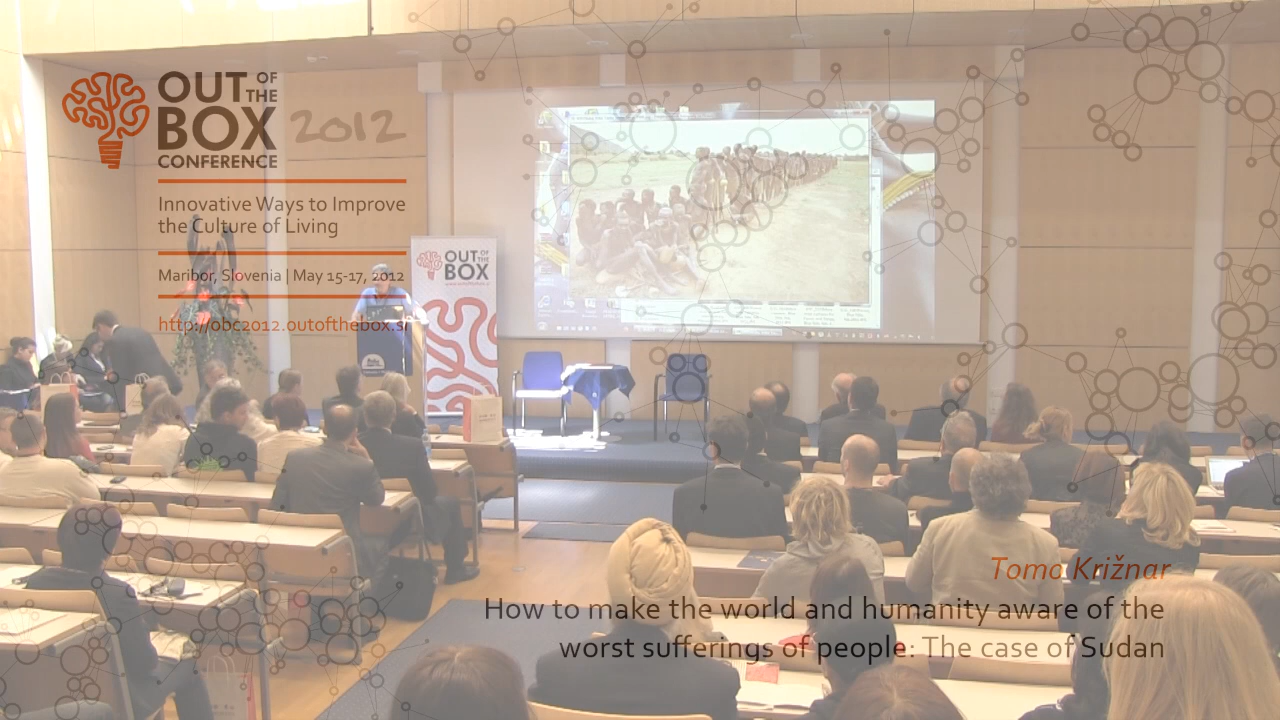 OUT OF THE
BOX 2012
CONFERENCE
Innovative Ways to Improve
the Culture of Living
Maribor, Slovenia | May 15-17, 2012
http://obc2012.outofthebox.si
OUT OF THE
BOX
Tomo Križnar
How to make the world and humanity aware of the
worst sufferings of people: The case of Sudan